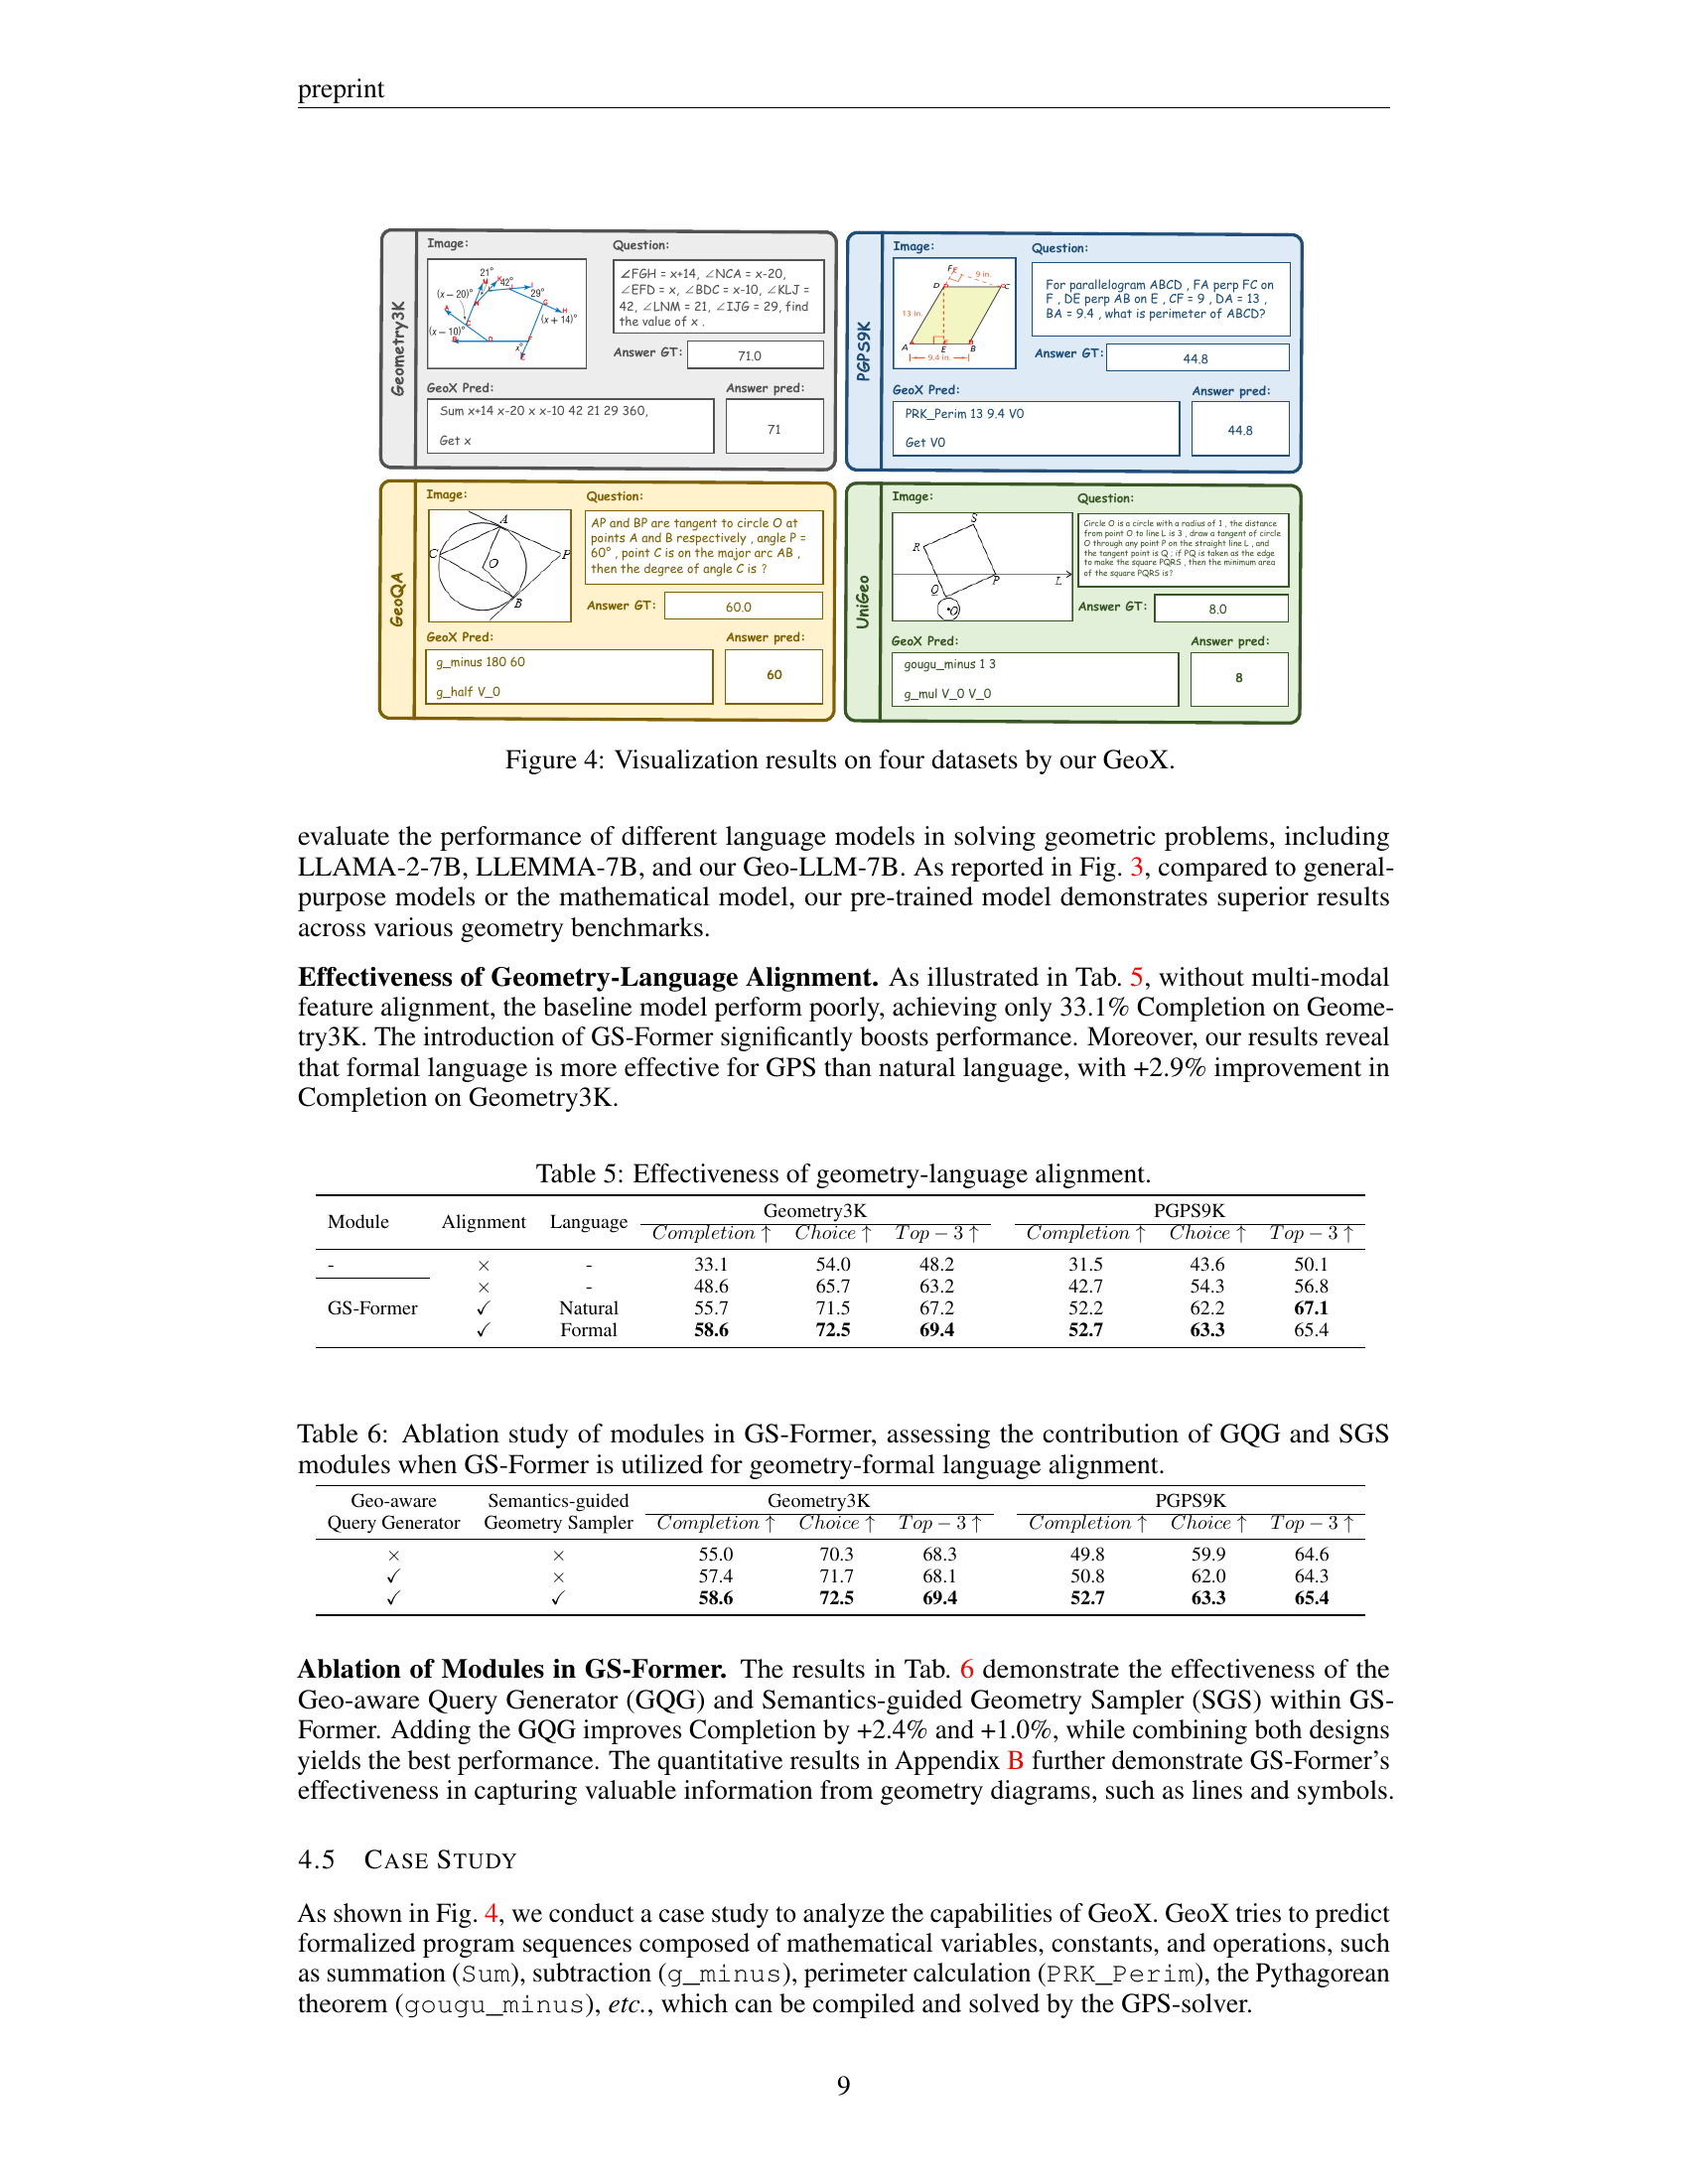 preprint
Geometry3K
Image:
Question:
21°
42°
29°
(x − 20)°
(x + 14)°
(x − 10)°
x°
∠FGH = x+14, ∠NCA = x-20,
∠EFD = x, ∠BDC = x-10, ∠KLJ =
42, ∠LNM = 21, ∠IJG = 29, find
the value of x .
Answer GT:
71.0
GeoX Pred:
Answer pred:
Sum x+14 x-20 x x-10 42 21 29 360,
Get x
71
PGPS9K
Image:
Question:
F
9 in.
D
C
13 in.
A
E
B
9.4 in.
For parallelogram ABCD , FA perp FC on
F , DE perp AB on E , CF = 9 , DA = 13 ,
BA = 9.4 , what is perimeter of ABCD?
Answer GT:
44.8
GeoX Pred:
Answer pred:
PRK_Perim 13 9.4 V0
Get V0
44.8
GeoQA
Image:
Question:
A
C
P
O
B
AP and BP are tangent to circle O at
points A and B respectively , angle P =
60° , point C is on the major arc AB ,
then the degree of angle C is ?
Answer GT:
60.0
GeoX Pred:
Answer pred:
g_minus 180 60
g_half V_0
60
UniGeo
Image:
Question:
S
R
P
L
Q
O
Circle O is a circle with a radius of 1 , the distance
from point O to line L is 3 , draw a tangent of circle
O through any point P on the straight line L , and
the tangent point is Q ; if PQ is taken as the edge
to make the square PQRS , then the minimum area
of the square PQRS is?
Answer GT:
8.0
GeoX Pred:
Answer pred:
gougu_minus 1 3
g_mul V_0 V_0
8
Figure 4: Visualization results on four datasets by our GeoX.
evaluate the performance of different language models in solving geometric problems, including
LLAMA-2-7B, LLEMMA-7B, and our Geo-LLM-7B. As reported in Fig. 3, compared to general-
purpose models or the mathematical model, our pre-trained model demonstrates superior results
across various geometry benchmarks.
Effectiveness of Geometry-Language Alignment. As illustrated in Tab. 5, without multi-modal
feature alignment, the baseline model perform poorly, achieving only 33.1% Completion on Geome-
try3K. The introduction of GS-Former significantly boosts performance. Moreover, our results reveal
that formal language is more effective for GPS than natural language, with +2.9% improvement in
Completion on Geometry3K.
Table 5: Effectiveness of geometry-language alignment.
Module Alignment Language Geometry3K PGPS9K
Completion ↑ Choice ↑ Top − 3 ↑ Completion ↑ Choice ↑ Top − 3 ↑
- × - 33.1 54.0 48.2 31.5 43.6 50.1
× - 48.6 65.7 63.2 42.7 54.3 56.8
GS-Former ✓ Natural 55.7 71.5 67.2 52.2 62.2 67.1
✓ Formal 58.6 72.5 69.4 52.7 63.3 65.4
Table 6: Ablation study of modules in GS-Former, assessing the contribution of GQG and SGS
modules when GS-Former is utilized for geometry-formal language alignment.
Geo-aware Semantics-guided Geometry3K PGPS9K
Query Generator Geometry Sampler Completion ↑ Choice ↑ Top − 3 ↑ Completion ↑ Choice ↑ Top − 3 ↑
× × 55.0 70.3 68.3 49.8 59.9 64.6
✓ × 57.4 71.7 68.1 50.8 62.0 64.3
✓ ✓ 58.6 72.5 69.4 52.7 63.3 65.4
Ablation of Modules in GS-Former. The results in Tab. 6 demonstrate the effectiveness of the
Geo-aware Query Generator (GQG) and Semantics-guided Geometry Sampler (SGS) within GS-
Former. Adding the GQG improves Completion by +2.4% and +1.0%, while combining both designs
yields the best performance. The quantitative results in Appendix B further demonstrate GS-Former's
effectiveness in capturing valuable information from geometry diagrams, such as lines and symbols.
4.5 CASE STUDY
As shown in Fig. 4, we conduct a case study to analyze the capabilities of GeoX. GeoX tries to predict
formalized program sequences composed of mathematical variables, constants, and operations, such
as summation (Sum), subtraction (g_minus), perimeter calculation (PRK_Perim), the Pythagorean
theorem (gougu_minus), etc., which can be compiled and solved by the GPS-solver.
9